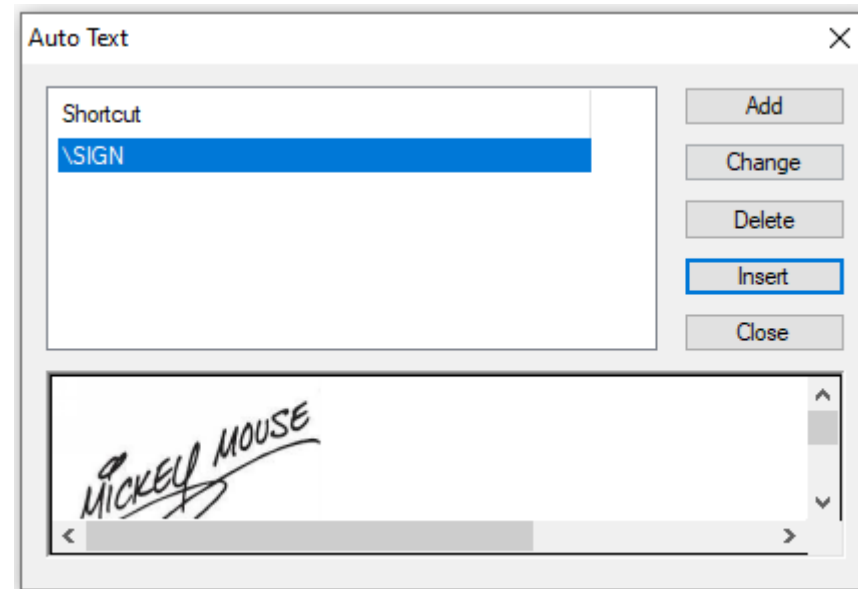 Auto Text
Shortcut
\SIGN
Add
Change
Delete
Insert
Close
MICKEY MOUSE